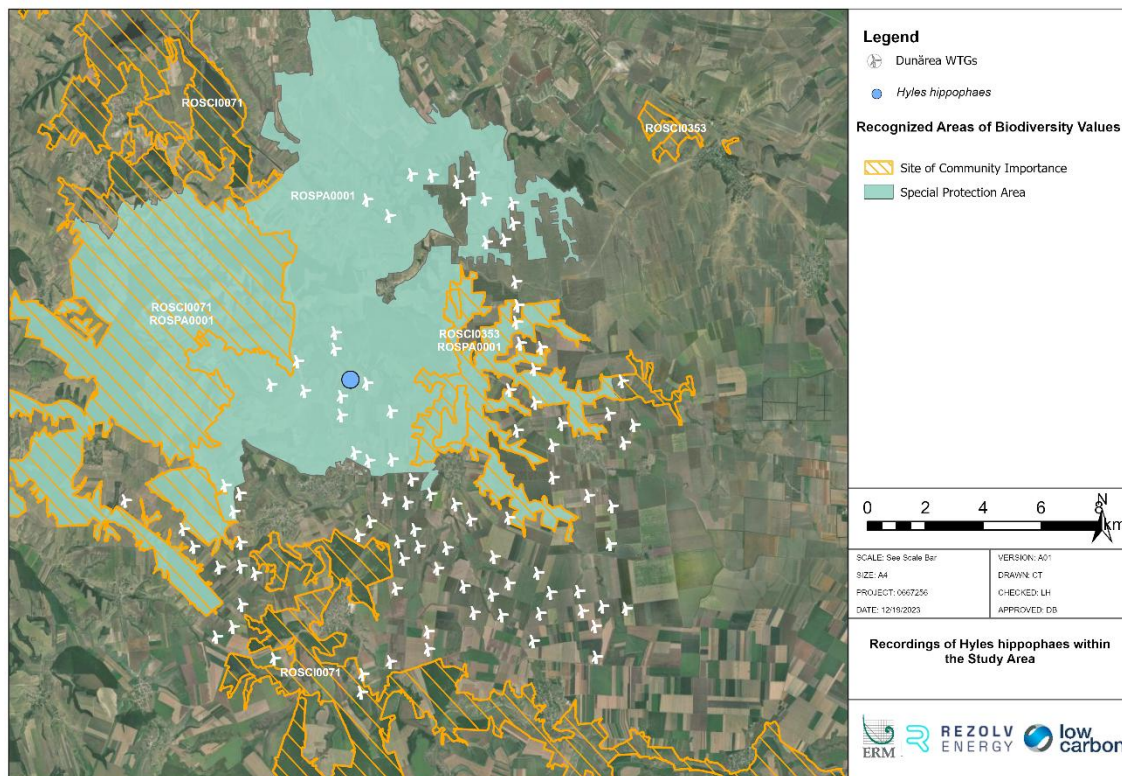 ROSCI0071
ROSCI0353
ROSPA0001
ROSCI0071
ROSPA0001
ROSCI0353
ROSPA0001
ROSCI0071
Legend
Dunărea WTGs
Hyles hippophaes
Recognized Areas of Biodiversity Values
Site of Community Importance
Special Protection Area
N
0 2 4 6 8
km
SCALE: See Scale Bar
VERSION: A01
SIZE: A4
DRAWN: CT
PROJECT: 0667256
CHECKED: LH
DATE: 12/19/2023
APPROVED: DB
Recordings of Hyles hippophaes within
the Study Area
ERM
REZOLV
ENERGY
low
carbon